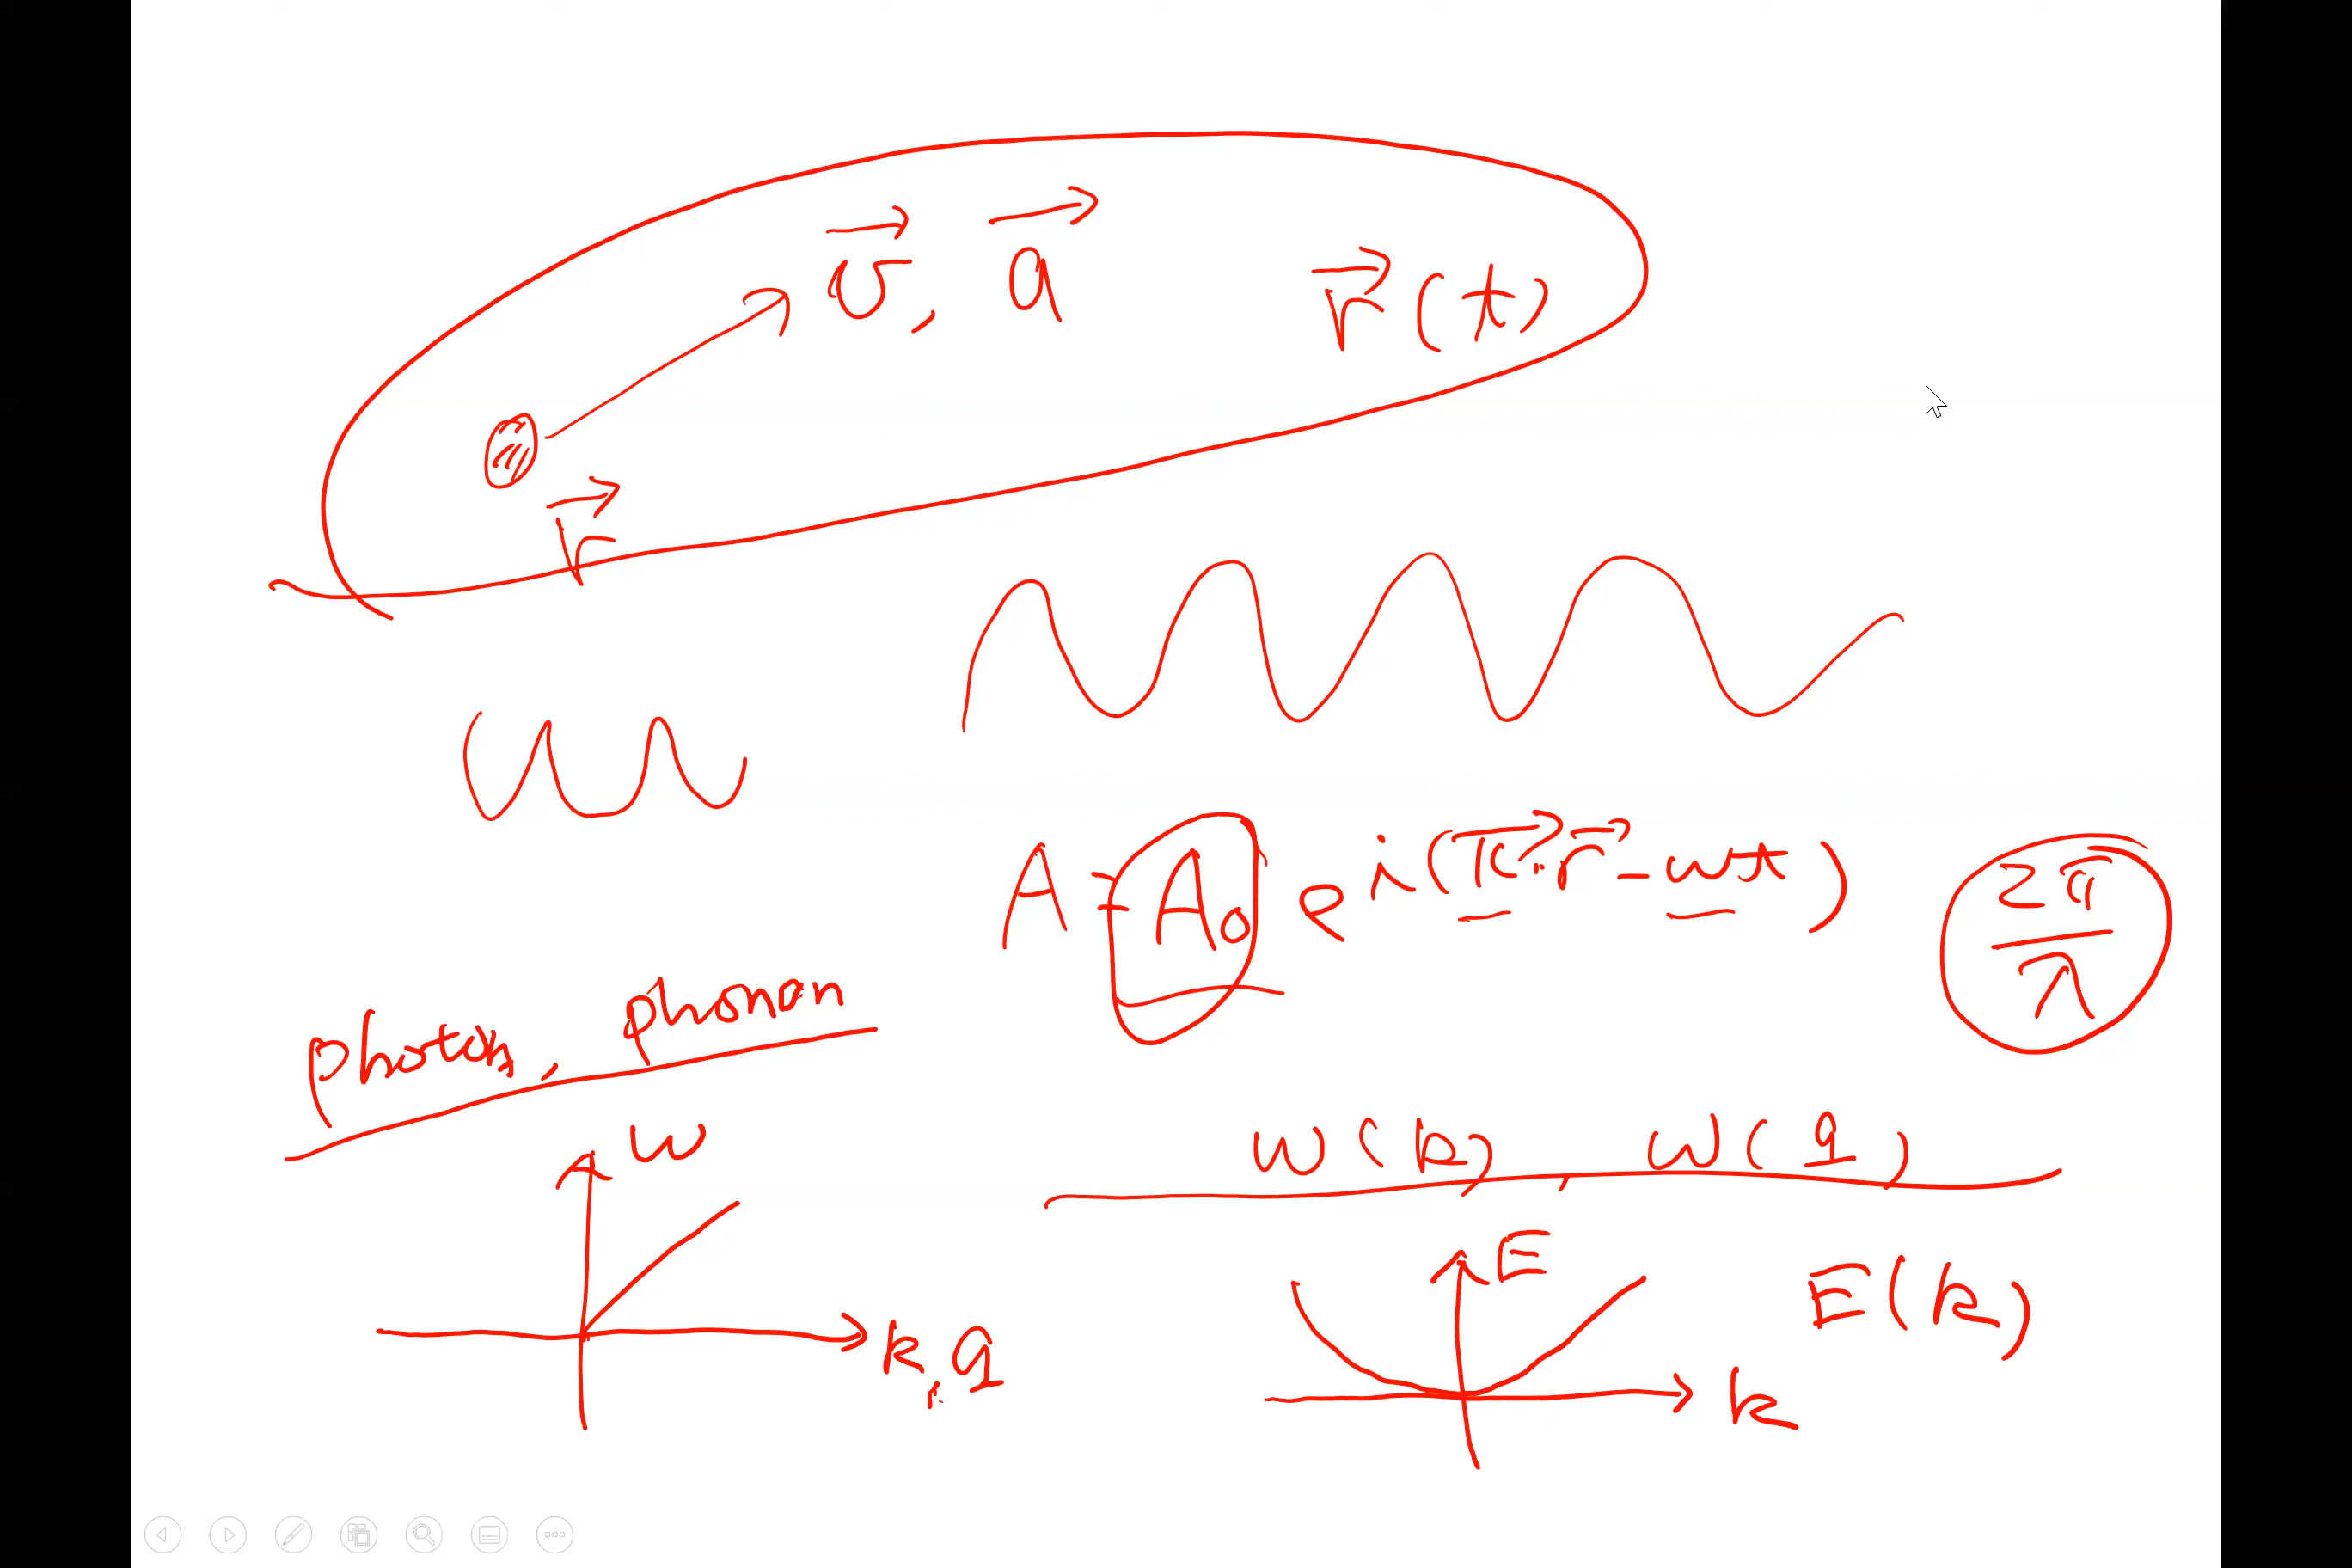 v⃗, a⃗ r⃗(t)
r⃗
A = A₀ e^{i(k⃗·r⃗ - ωt)} 2π/λ
photon, phonon
ω(k), ω(q)
ω
k, q
E
E(k)
k